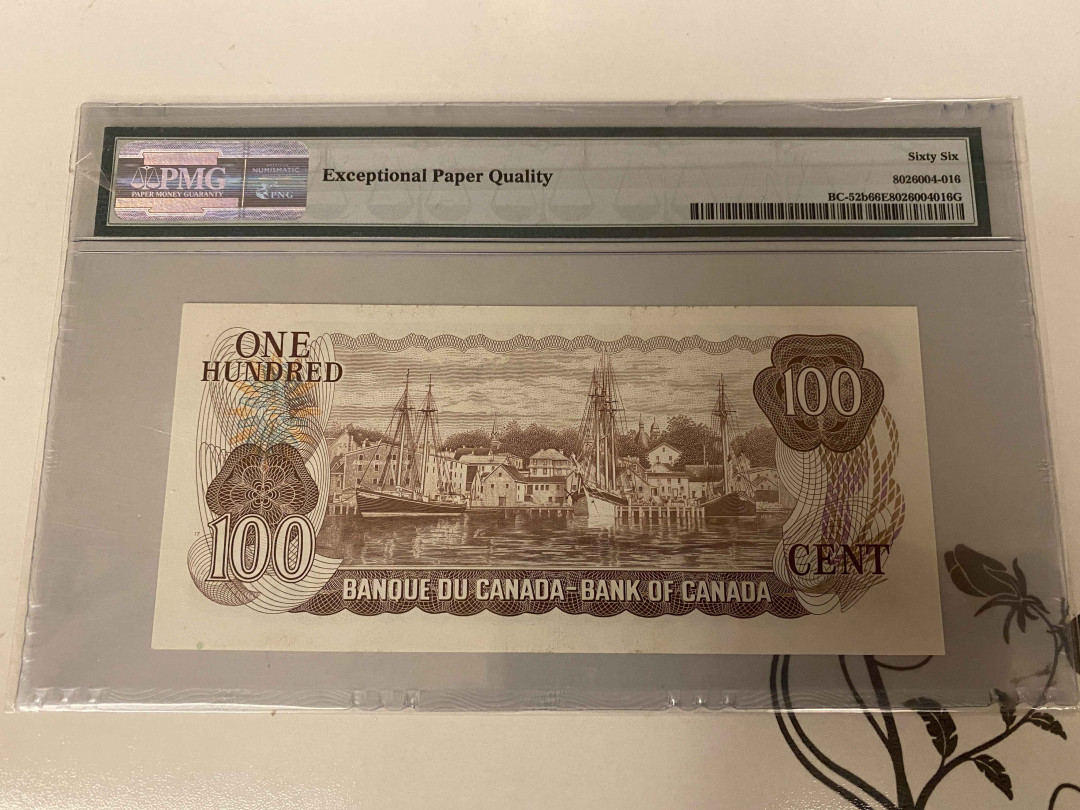 PMG
PAPER MONEY GUARANTY
NUMISMATIC
PNG
Exceptional Paper Quality
Sixty Six
8026004-016
BC-52b66E8026004016G
ONE
HUNDRED
100
100
CENT
BANQUE DU CANADA-BANK OF CANADA